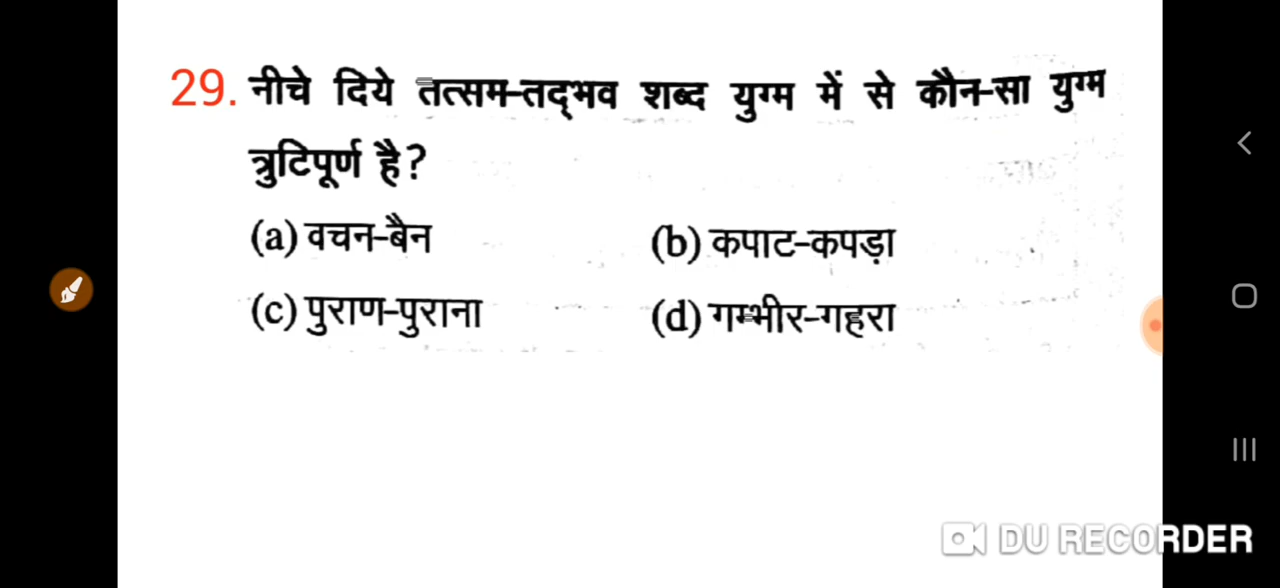 29. नीचे दिये तत्सम-तद्भव शब्द युग्म में से कौन-सा युग्म
त्रुटिपूर्ण है?
(a) वचन-बैन (b) कपाट-कपड़ा
(c) पुराण-पुराना (d) गम्भीर-गहरा
DU RECORDER